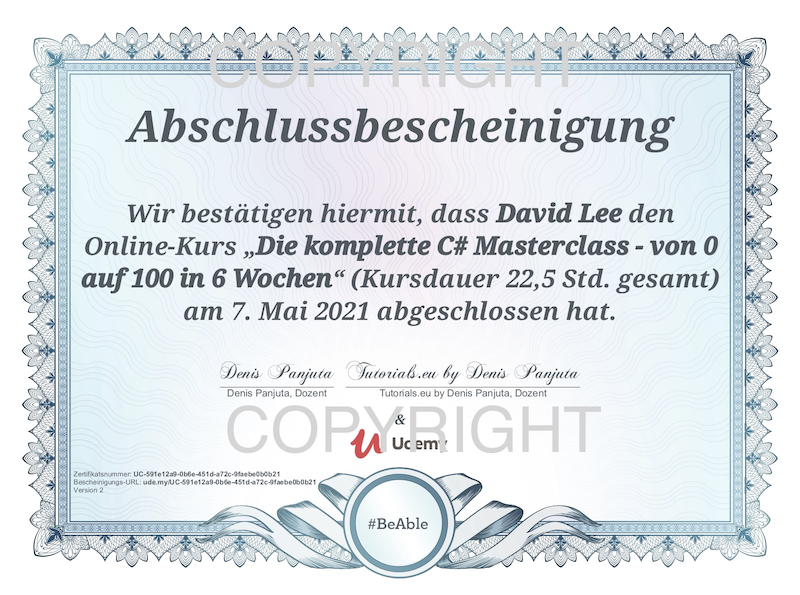 COPYRIGHT
Abschlussbescheinigung
Wir bestätigen hiermit, dass David Lee den
Online-Kurs „Die komplette C# Masterclass - von 0
auf 100 in 6 Wochen“ (Kursdauer 22,5 Std. gesamt)
am 7. Mai 2021 abgeschlossen hat.
Denis Panjuta Tutorials.eu by Denis Panjuta
Denis Panjuta, Dozent Tutorials.eu by Denis Panjuta, Dozent
&
COPYRIGHT
Udemy
Zertifikatsnummer: UC-591e12a9-0b6e-451d-a72c-9faebe0b0b21
Bescheinigungs-URL: ude.my/UC-591e12a9-0b6e-451d-a72c-9faebe0b0b21
Version 2
#BeAble